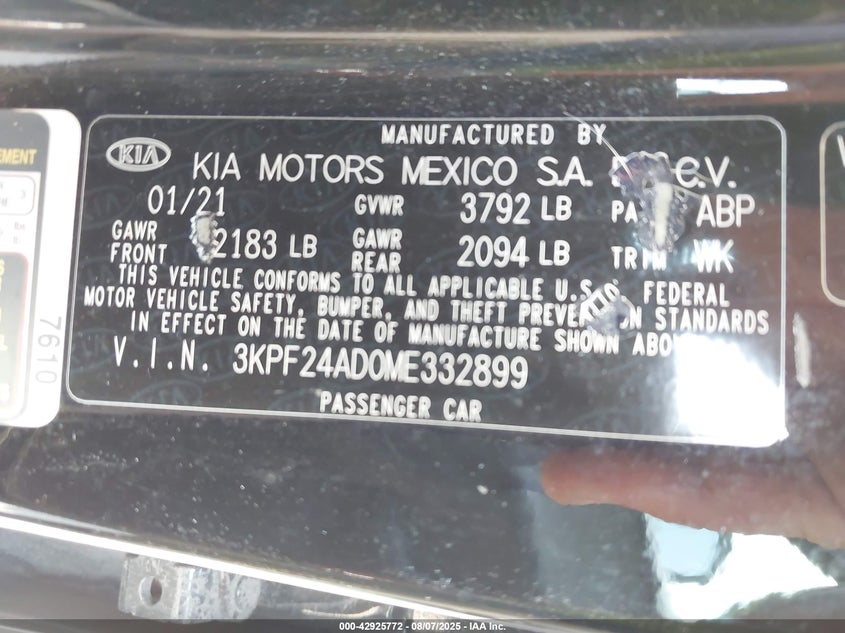 EMENT
7610
MANUFACTURED BY
KIA KIA MOTORS MEXICO S.A. C.V.
01/21 GVWR 3792 LB ABP
GAWR FRONT 2183 LB GAWR REAR 2094 LB WK
THIS VEHICLE CONFORMS TO ALL APPLICABLE U.S. FEDERAL
MOTOR VEHICLE SAFETY, BUMPER, AND THEFT STANDARDS
IN EFFECT ON THE DATE OF MANUFACTURE SHOWN
V.I.N. 3KPF24AD0ME332899
PASSENGER CAR
000-42925772 - 08/07/2025 - IAA Inc.